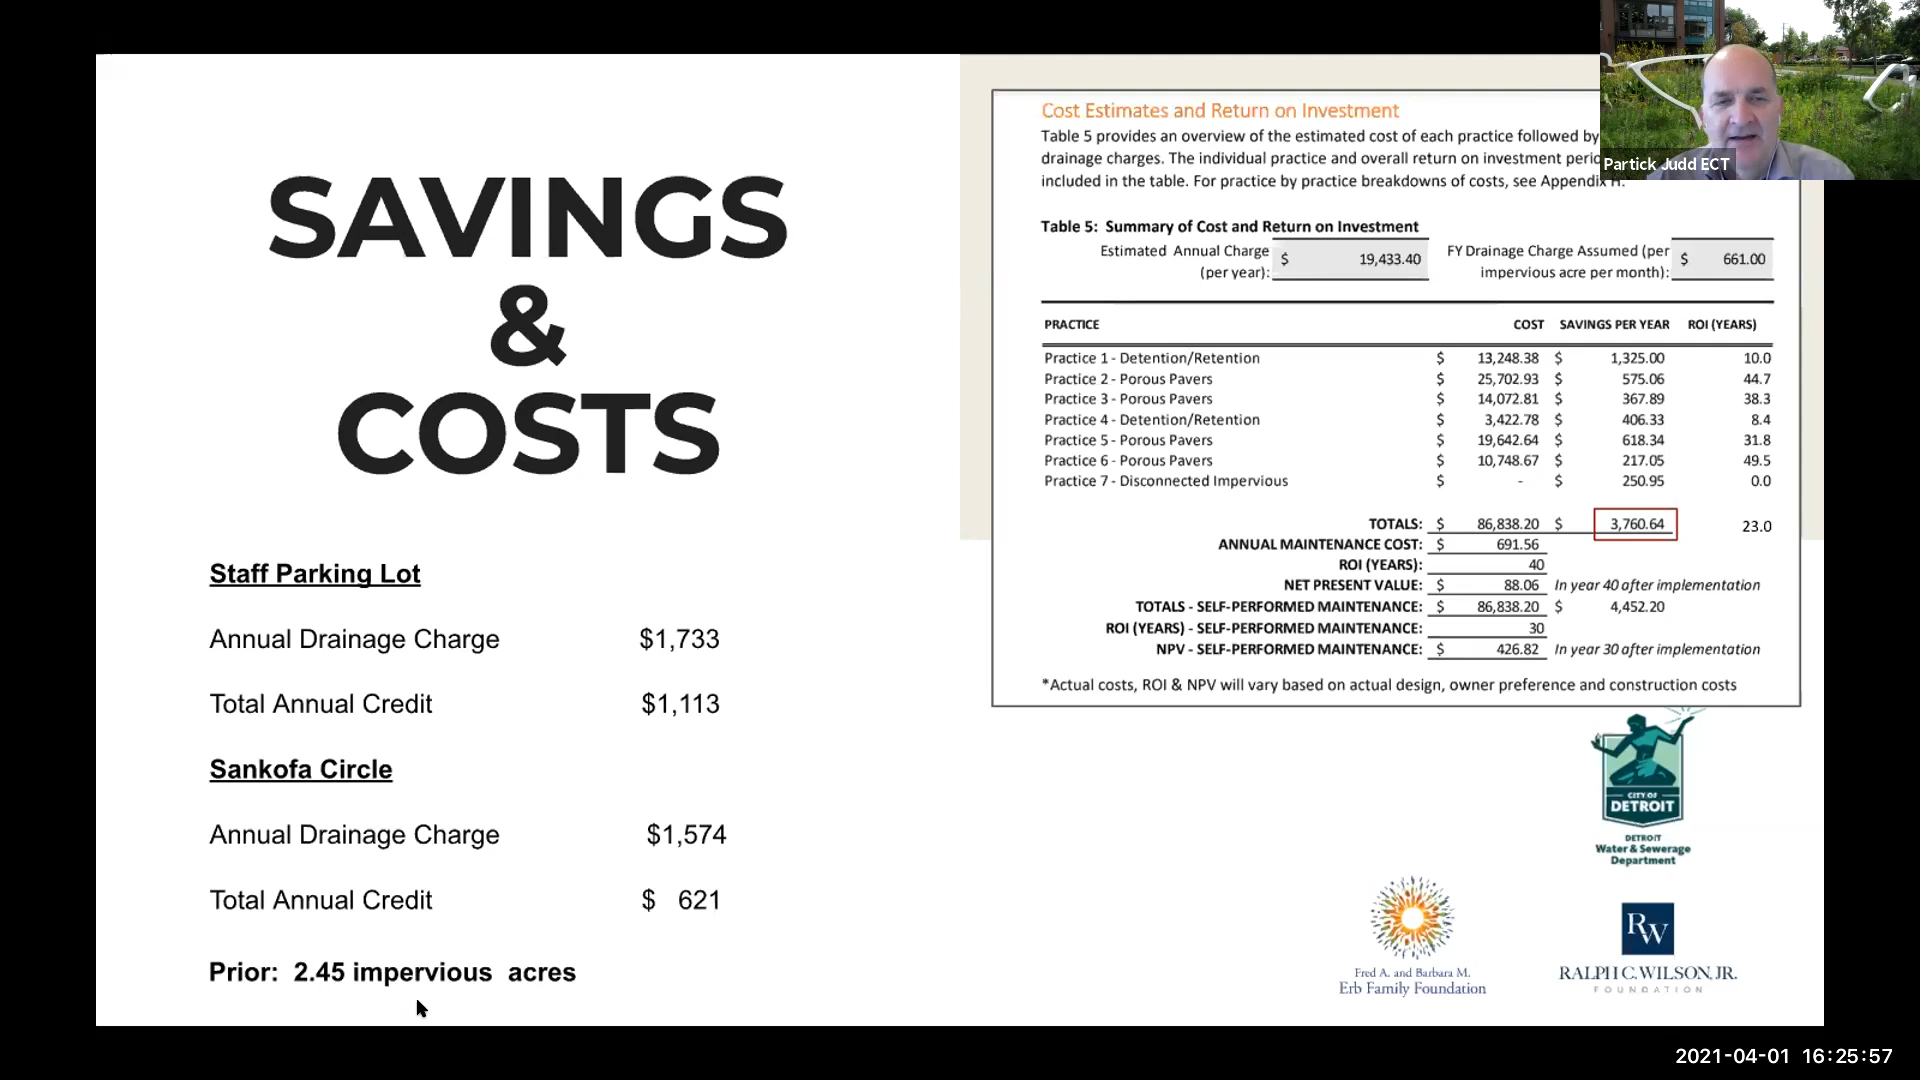 SAVINGS
&
COSTS
Staff Parking Lot
Annual Drainage Charge $1,733
Total Annual Credit $1,113
Sankofa Circle
Annual Drainage Charge $1,574
Total Annual Credit $ 621
Prior: 2.45 impervious acres
Cost Estimates and Return on Investment
Table 5 provides an overview of the estimated cost of each practice followed by
drainage charges. The individual practice and overall return on investment
included in the table. For practice by practice breakdowns of costs, see Appendix H.
Table 5: Summary of Cost and Return on Investment
Estimated Annual Charge
(per year): $ 19,433.40
FY Drainage Charge Assumed (per
impervious acre per month): $ 661.00
PRACTICE COST SAVINGS PER YEAR ROI (YEARS)
Practice 1 - Detention/Retention $ 13,248.38 $ 1,325.00 10.0
Practice 2 - Porous Pavers $ 25,702.93 $ 575.06 44.7
Practice 3 - Porous Pavers $ 14,072.81 $ 367.89 38.3
Practice 4 - Detention/Retention $ 3,422.78 $ 406.33 8.4
Practice 5 - Porous Pavers $ 19,642.64 $ 618.34 31.8
Practice 6 - Porous Pavers $ 10,748.67 $ 217.05 49.5
Practice 7 - Disconnected Impervious $ - $ 250.95 0.0
TOTALS: $ 86,838.20 $ 3,760.64 23.0
ANNUAL MAINTENANCE COST: $ 691.56
ROI (YEARS): 40
NET PRESENT VALUE: $ 88.06 In year 40 after implementation
TOTALS - SELF-PERFORMED MAINTENANCE: $ 86,838.20 $ 4,452.20
ROI (YEARS) - SELF-PERFORMED MAINTENANCE: 30
NPV - SELF-PERFORMED MAINTENANCE: $ 426.82 In year 30 after implementation
*Actual costs, ROI & NPV will vary based on actual design, owner preference and construction costs
Partick Judd ECT
CITY OF
DETROIT
DETROIT
Water & Sewerage
Department
Fred A. and Barbara M.
Erb Family Foundation
RW
RALPH C. WILSON, JR.
FOUNDATION
2021-04-01 16:25:57